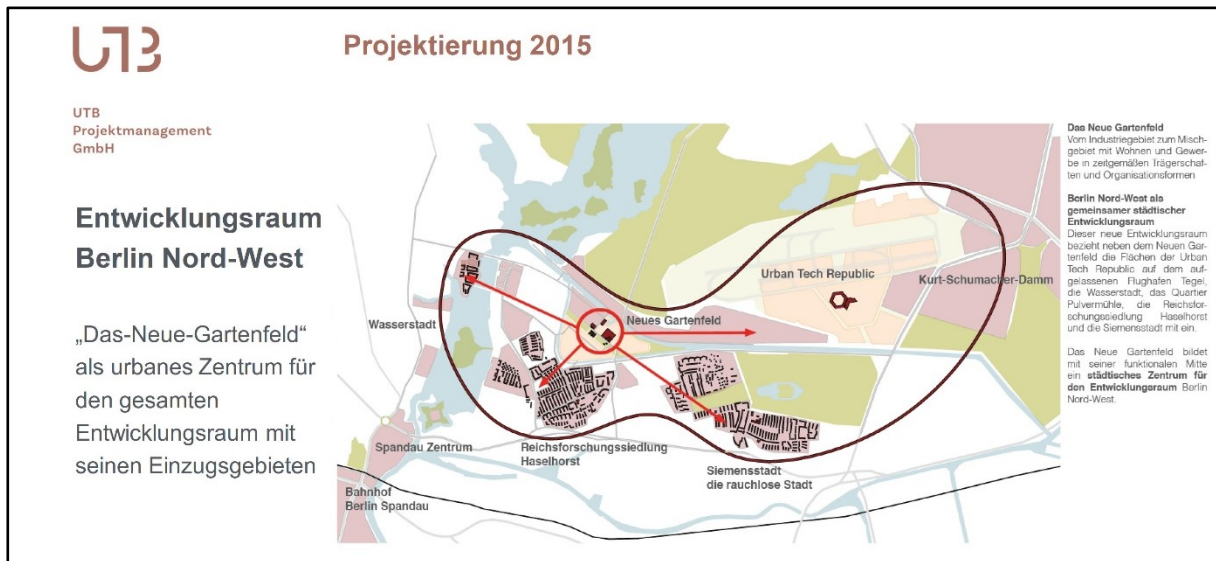 UTB
UTB
Projektmanagement
GmbH
Projektierung 2015
Entwicklungsraum
Berlin Nord-West
„Das-Neue-Gartenfeld“
als urbanes Zentrum für
den gesamten
Entwicklungsraum mit
seinen Einzugsgebieten
Urban Tech Republic
Kurt-Schumacher-Damm
Wasserstadt
Neues Gartenfeld
Spandau Zentrum
Reichsforschungssiedlung
Haselhorst
Siemensstadt
die rauchlose Stadt
Bahnhof
Berlin Spandau
Das Neue Gartenfeld
Vom Industriegebiet zum Misch-
gebiet mit Wohnen und Gewer-
be in zeitgemäßen Trägerschaf-
ten und Organisationsformen
Berlin Nord-West als
gemeinsamer städtischer
Entwicklungsraum
Dieser neue Entwicklungsraum
bezieht neben dem Neuen Gar-
tenfeld die Flächen der Urban
Tech Republic auf dem auf-
gelassenen Flughafen Tegel,
die Wasserstadt, das Quartier
Pulvermühle, die Reichsfor-
schungssiedlung Haselhorst
und die Siemensstadt mit ein.
Das Neue Gartenfeld bildet
mit seiner funktionalen Mitte
ein städtisches Zentrum für
den Entwicklungsraum Berlin
Nord-West.